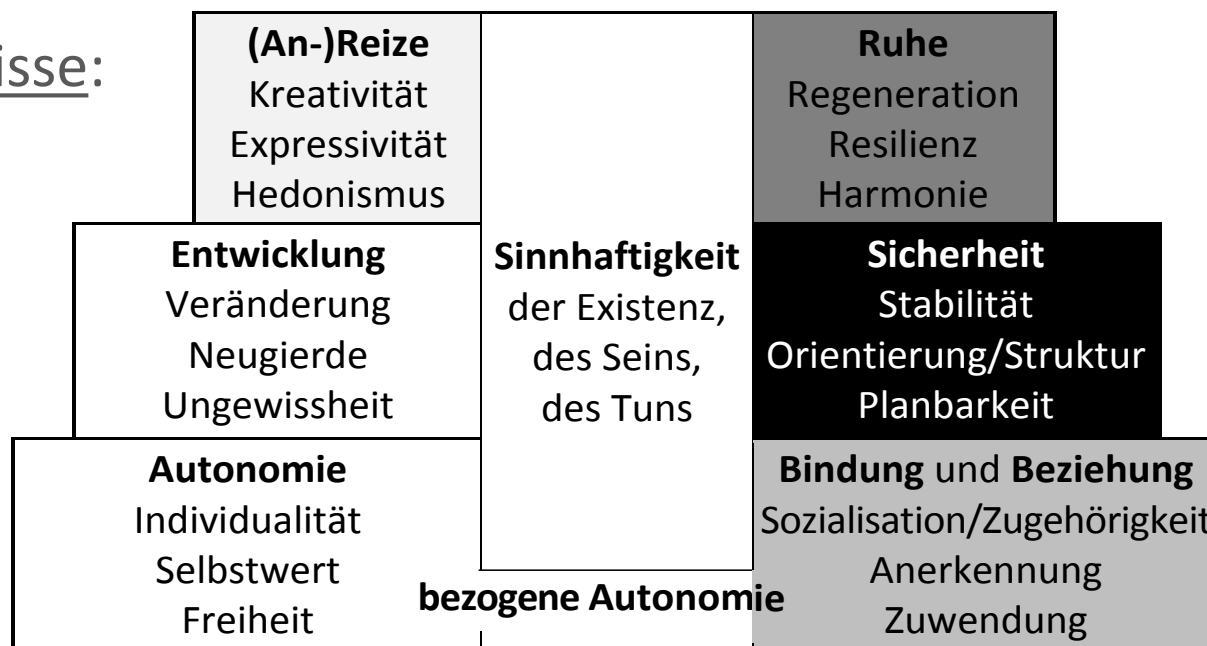 isse:
(An-)Reize
Kreativität
Expressivität
Hedonismus
Ruhe
Regeneration
Resilienz
Harmonie
Entwicklung
Veränderung
Neugierde
Ungewissheit
Sinnhaftigkeit
der Existenz,
des Seins,
des Tuns
Sicherheit
Stabilität
Orientierung/Struktur
Planbarkeit
Autonomie
Individualität
Selbstwert
Freiheit
bezogene Autonomie
Bindung und Beziehung
Sozialisation/Zugehörigkeit
Anerkennung
Zuwendung